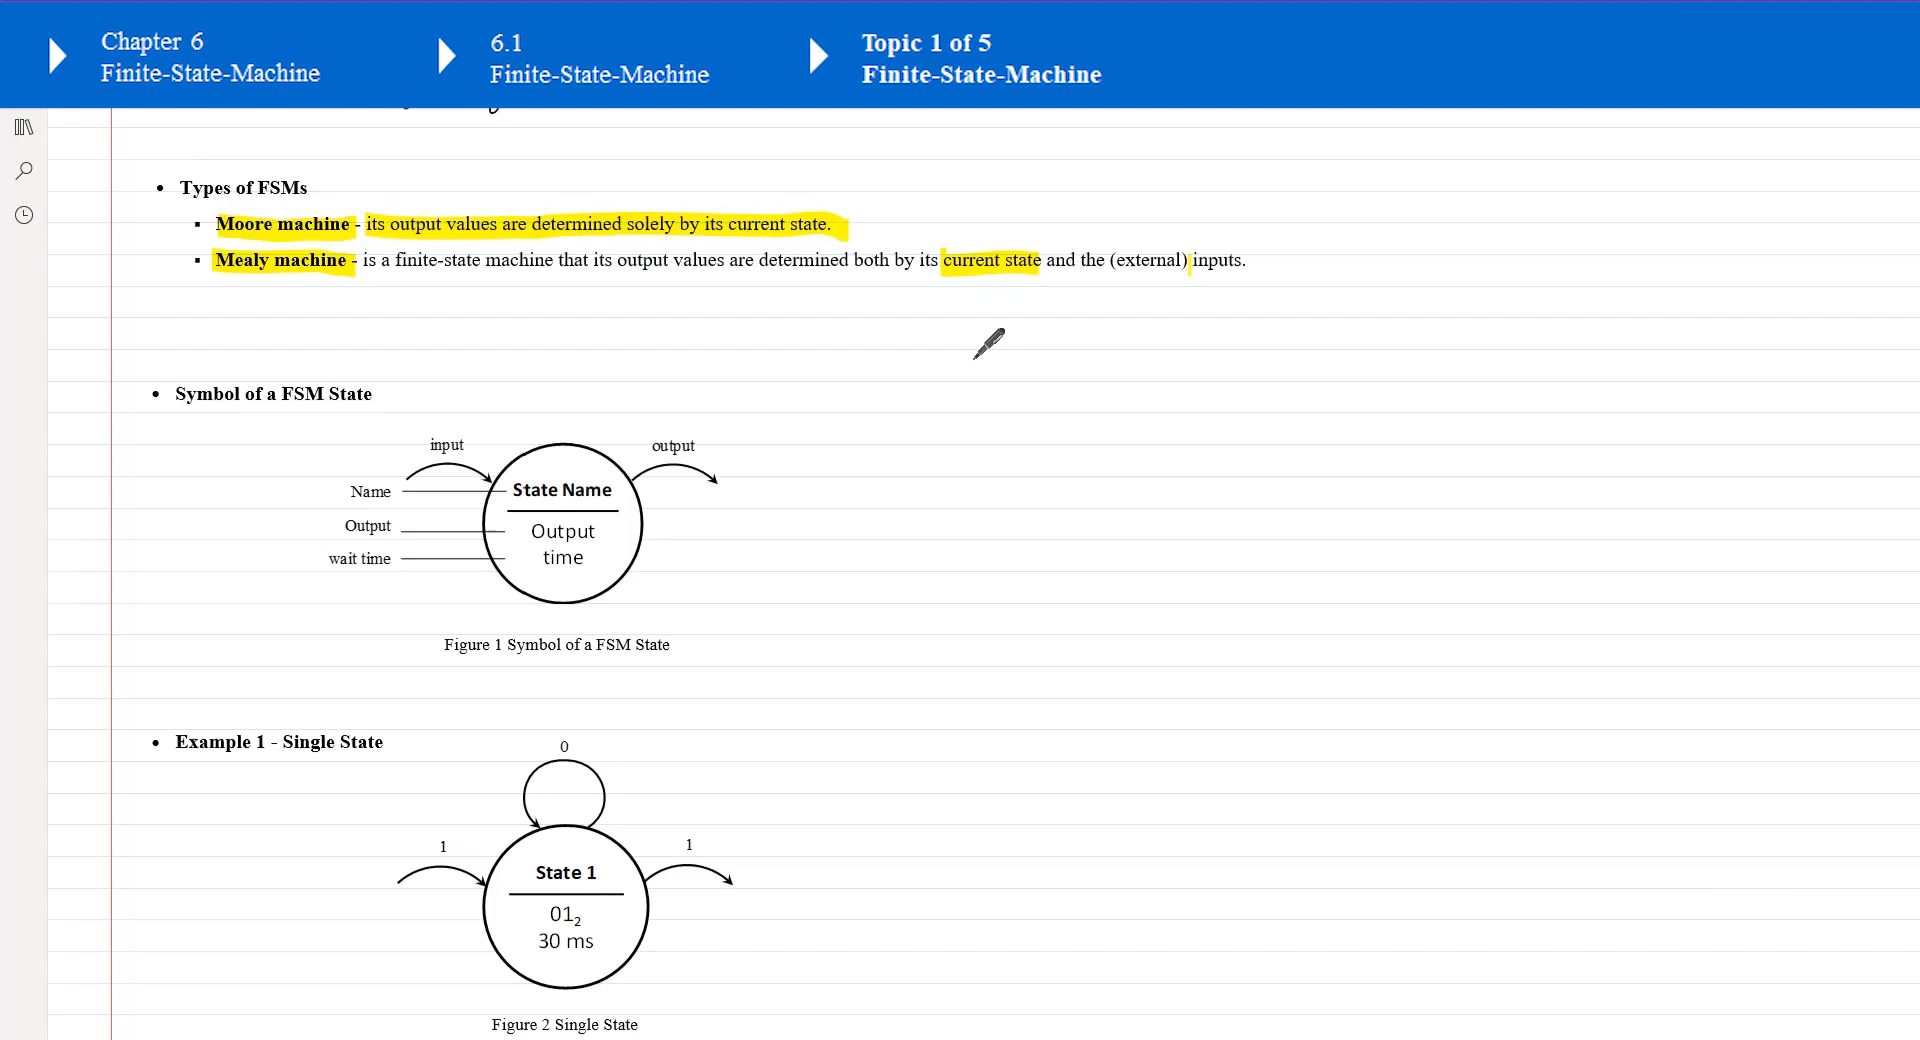 Chapter 6
Finite-State-Machine
6.1
Finite-State-Machine
Topic 1 of 5
Finite-State-Machine
• Types of FSMs
▪ Moore machine - its output values are determined solely by its current state.
▪ Mealy machine - is a finite-state machine that its output values are determined both by its current state and the (external) inputs.
• Symbol of a FSM State
input
output
Name
State Name
Output
Output
wait time
time
Figure 1 Symbol of a FSM State
• Example 1 - Single State
0
1
1
State 1
01₂
30 ms
Figure 2 Single State